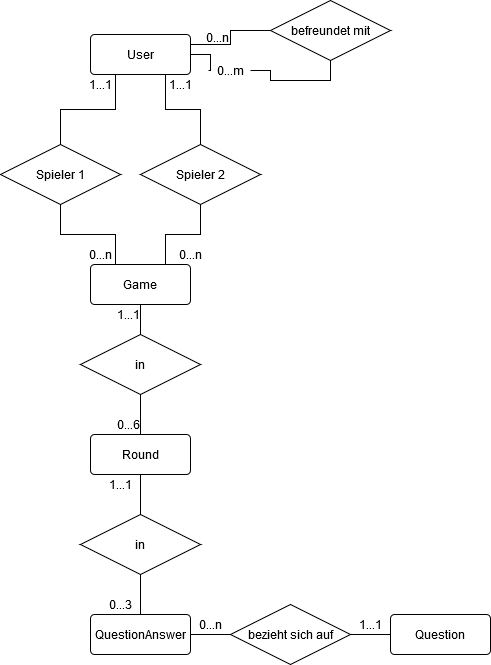 befreundet mit
0...n
User
0...m
1...1
1...1
Spieler 1
Spieler 2
0...n
0...n
Game
1...1
in
0...6
Round
1...1
in
0...3
0...n
1...1
QuestionAnswer
bezieht sich auf
Question